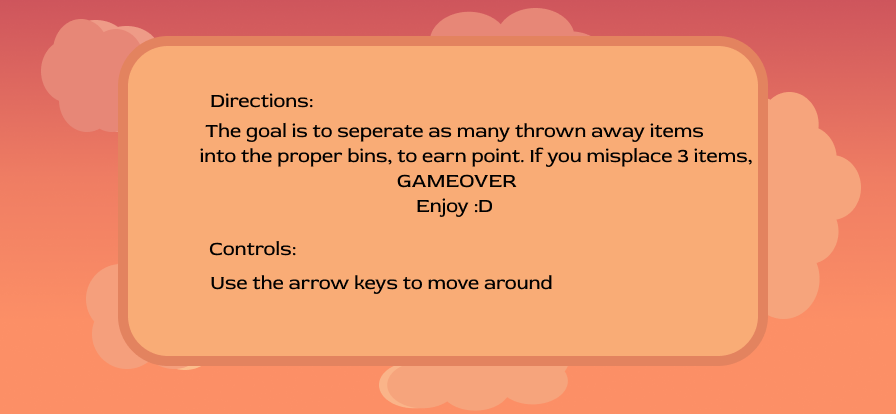 Directions:
The goal is to seperate as many thrown away items
into the proper bins, to earn point. If you misplace 3 items,
GAMEOVER
Enjoy :D
Controls:
Use the arrow keys to move around